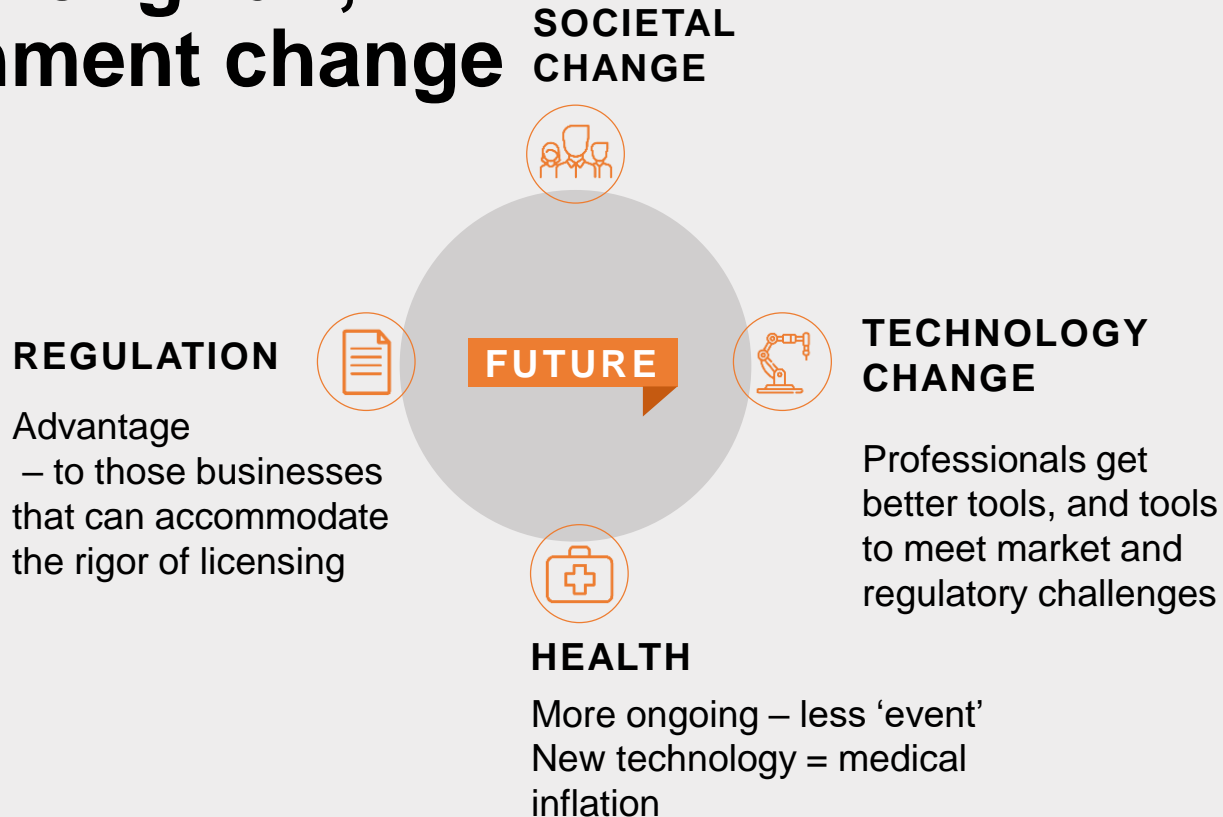 change
SOCIETAL
CHANGE
FUTURE
REGULATION
Advantage
– to those businesses
that can accommodate
the rigor of licensing
TECHNOLOGY
CHANGE
Professionals get
better tools, and tools
to meet market and
regulatory challenges
HEALTH
More ongoing – less ‘event’
New technology = medical
inflation